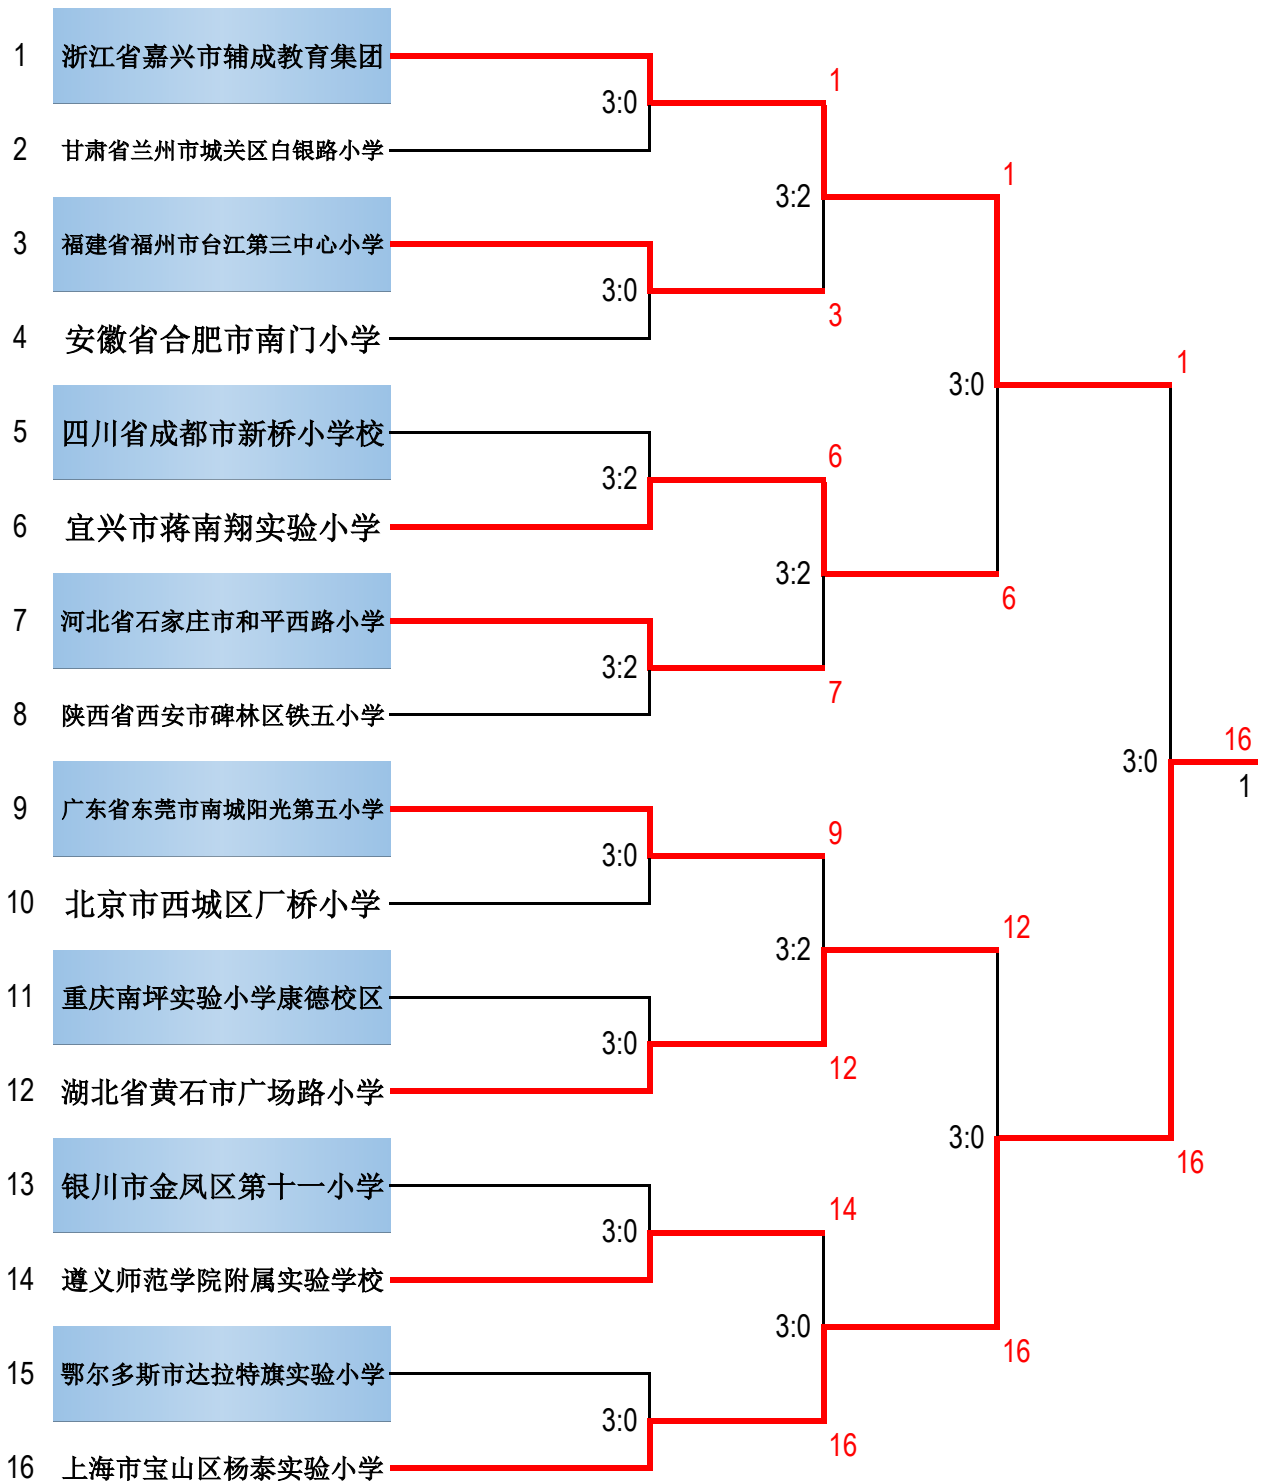 1 浙江省嘉兴市辅成教育集团
1
3:0
2 甘肃省兰州市城关区白银路小学
1
3:2
3 福建省福州市台江第三中心小学
3:0
3
4 安徽省合肥市南门小学
1
3:0
5 四川省成都市新桥小学校
6
3:2
6 宜兴市蒋南翔实验小学
3:2
6
7 河北省石家庄市和平西路小学
3:2
7
8 陕西省西安市碑林区铁五小学
16
3:0
1
9 广东省东莞市南城阳光第五小学
9
3:0
10 北京市西城区厂桥小学
12
3:2
11 重庆南坪实验小学康德校区
3:0
12
12 湖北省黄石市广场路小学
3:0
16
13 银川市金凤区第十一小学
14
3:0
14 遵义师范学院附属实验学校
3:0
16
15 鄂尔多斯市达拉特旗实验小学
3:0
16
16 上海市宝山区杨泰实验小学